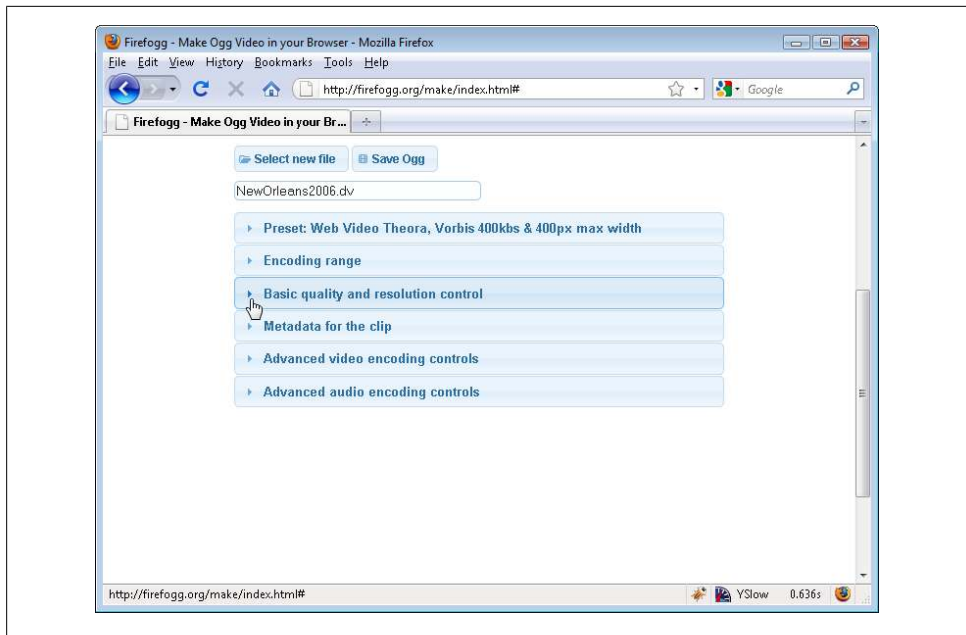 Firefogg - Make Ogg Video in your Browser - Mozilla Firefox
File Edit View History Bookmarks Tools Help
http://firefogg.org/make/index.html#
Google
Firefogg - Make Ogg Video in your Br...
Select new file Save Ogg
NewOrleans2006.dv
Preset: Web Video Theora, Vorbis 400kbs & 400px max width
Encoding range
Basic quality and resolution control
Metadata for the clip
Advanced video encoding controls
Advanced audio encoding controls
http://firefogg.org/make/index.html# YSlow 0.636s